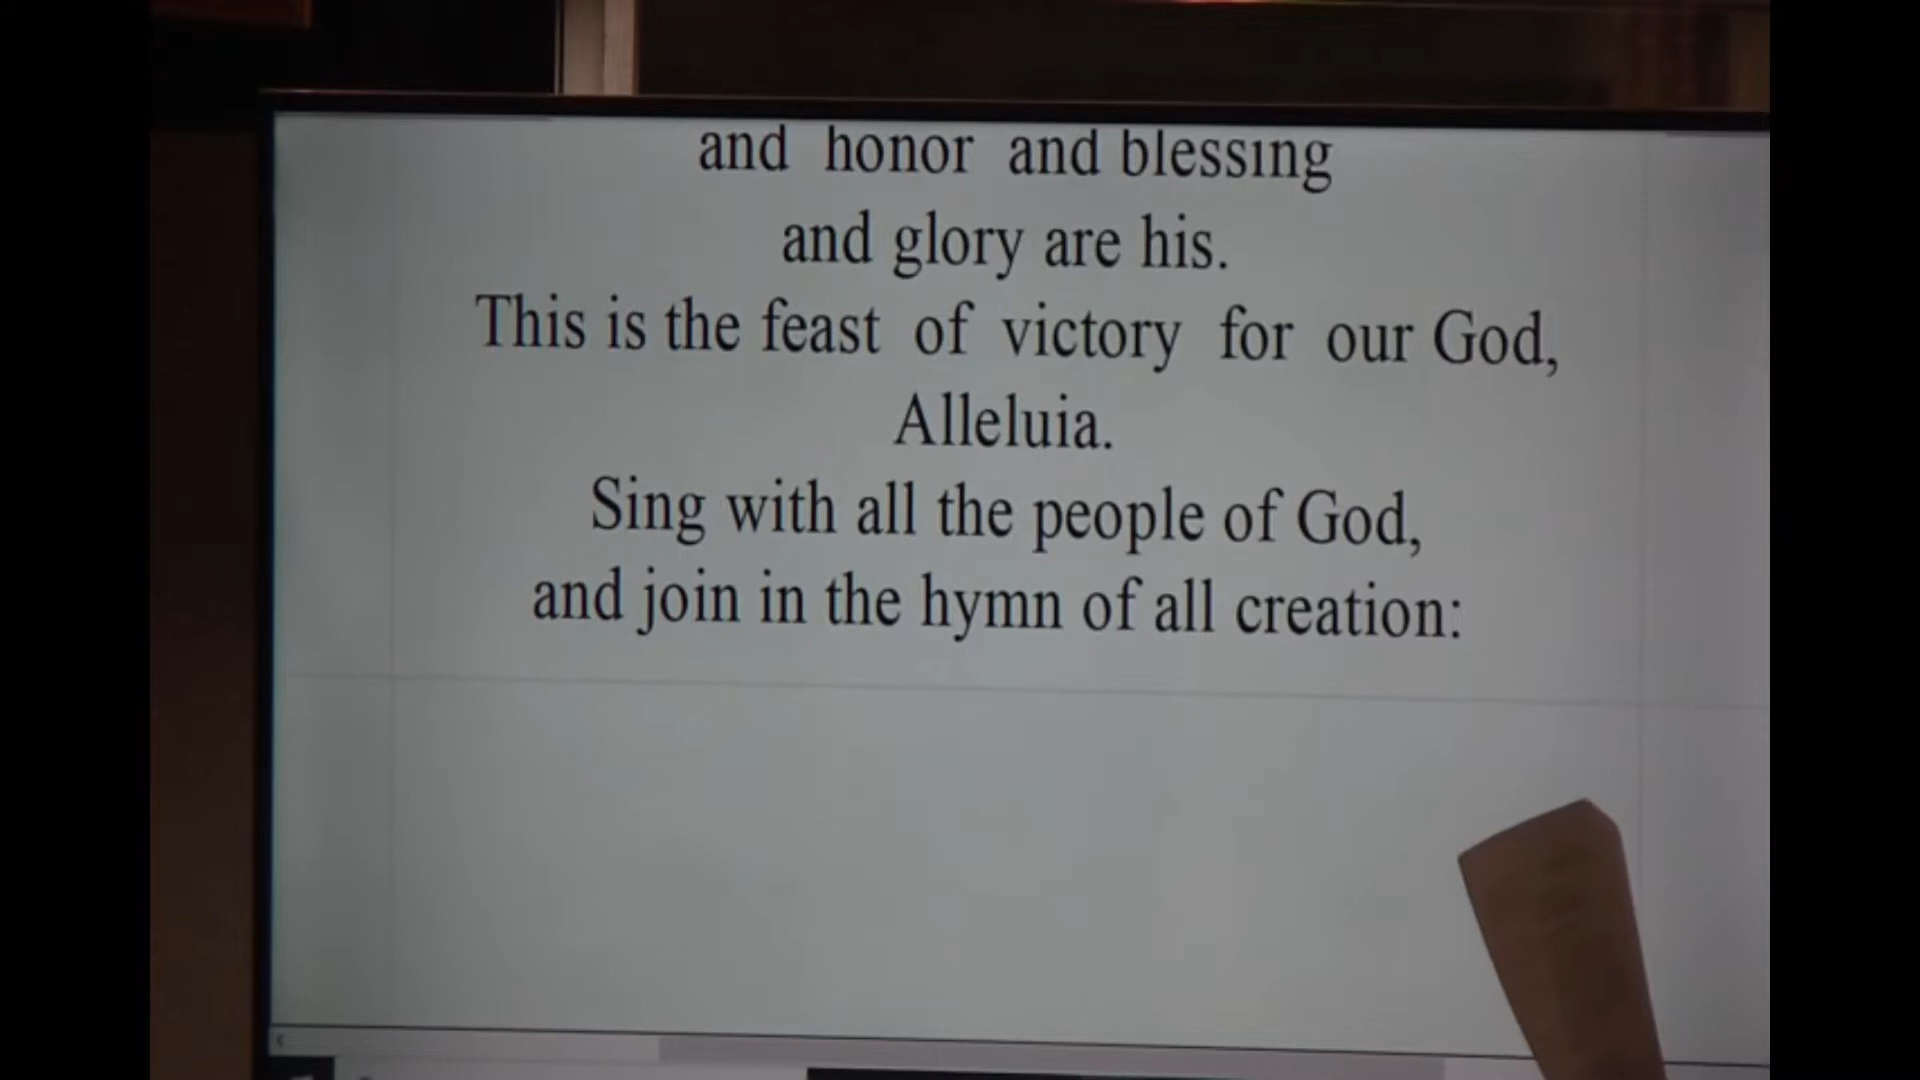 and honor and blessing
and glory are his.
This is the feast of victory for our God,
Alleluia.
Sing with all the people of God,
and join in the hymn of all creation: